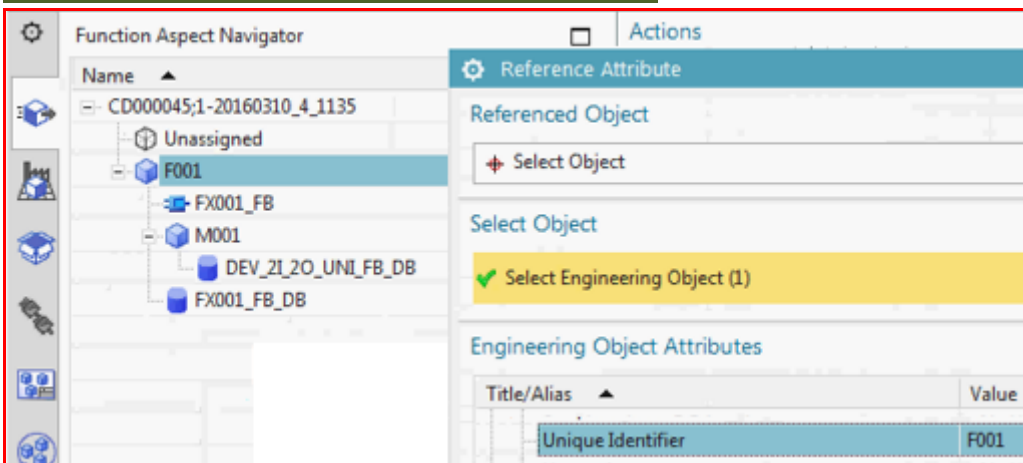 Function Aspect Navigator
Name
CD000045;1-20160310_4_1135
Unassigned
F001
FX001_FB
M001
DEV_2I_2O_UNI_FB_DB
FX001_FB_DB
Actions
Reference Attribute
Referenced Object
Select Object
Select Object
Select Engineering Object (1)
Engineering Object Attributes
Title/Alias Value
Unique Identifier F001